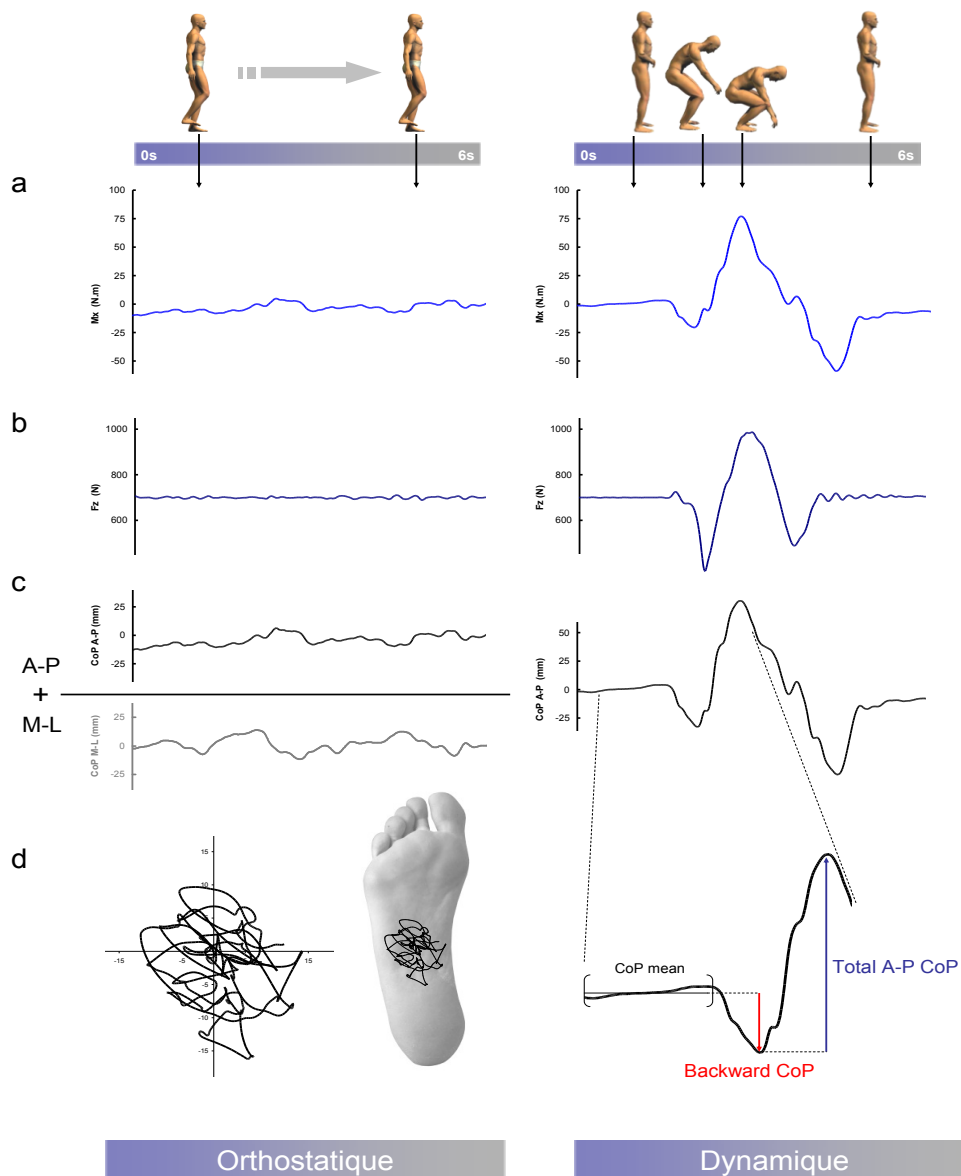 0s 6s
0s 6s
a
100
75
50
25
0
-25
-50
Mx (N.m)
100
75
50
25
0
-25
-50
Mx (N.m)
b
1000
800
600
Fz (N)
1000
800
600
Fz (N)
c
25
0
-25
CoP A-P (mm)
A-P
+
M-L
25
0
-25
CoP M-L (mm)
50
25
0
-25
CoP A-P (mm)
d
15
10
5
-5
-10
-15
-15
-5
15
CoP mean
Total A-P CoP
Backward CoP
Orthostatique
Dynamique